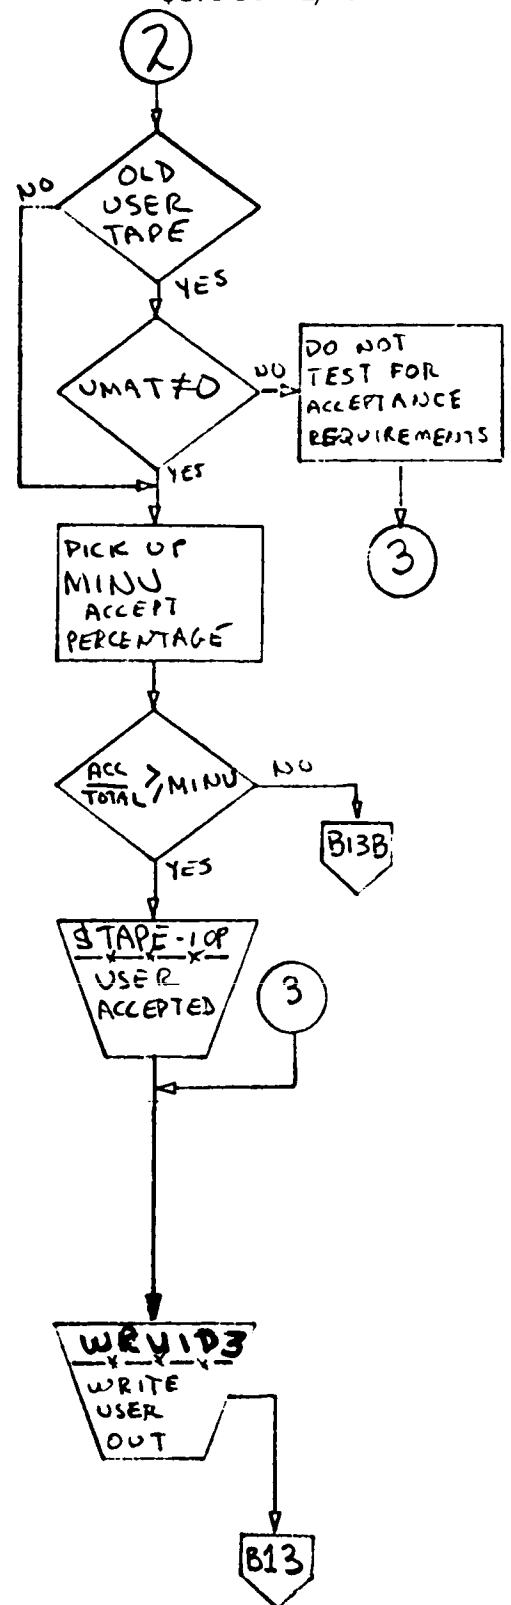 2
OLD
USER
TAPE
NO
YES
UMAT ≠ 0
NO
DO NOT
TEST FOR
ACCEPTANCE
REQUIREMENTS
YES
3
PICK UP
MINU
ACCEPT
PERCENTAGE
ACC
TOTAL ≥ MINU
NO
B13B
YES
$TAPE-IOP
USER
ACCEPTED
3
WRUID3
WRITE
USER
OUT
B13